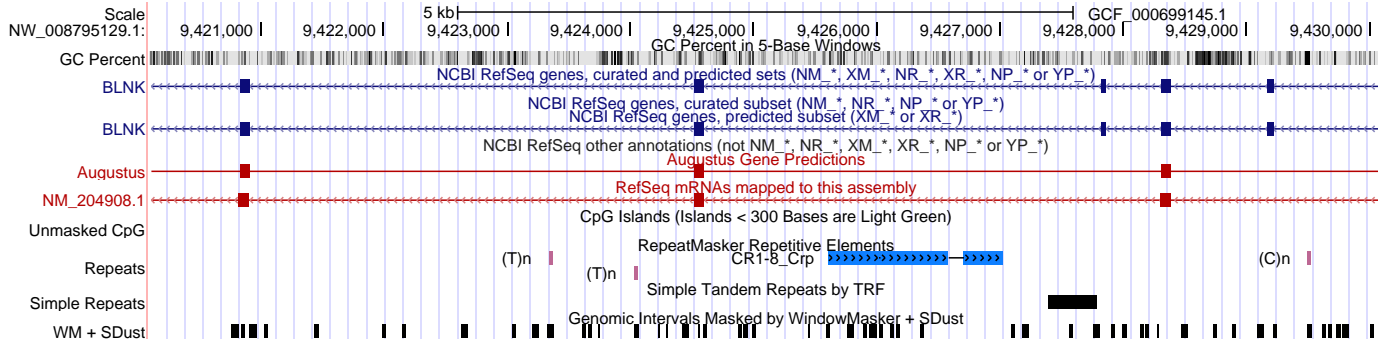 Scale 5 kb GCF_000699145.1
NW_008795129.1: 9,421,000 9,422,000 9,423,000 9,424,000 9,425,000 9,426,000 9,427,000 9,428,000 9,429,000 9,430,000
GC Percent in 5-Base Windows
GC Percent
NCBI RefSeq genes, curated and predicted sets (NM_*, XM_*, NR_*, XR_*, NP_* or YP_*)
BLNK
NCBI RefSeq genes, curated subset (NM_*, NR_*, NP_* or YP_*)
NCBI RefSeq genes, predicted subset (XM_* or XR_*)
BLNK
NCBI RefSeq other annotations (not NM_*, NR_*, XM_*, XR_*, NP_* or YP_*)
Augustus Gene Predictions
Augustus
RefSeq mRNAs mapped to this assembly
NM_204908.1
CpG Islands (Islands < 300 Bases are Light Green)
Unmasked CpG
RepeatMasker Repetitive Elements
(T)n CR1-8_Crp (C)n
Repeats
(T)n
Simple Tandem Repeats by TRF
Simple Repeats
Genomic Intervals Masked by WindowMasker + SDust
WM + SDust